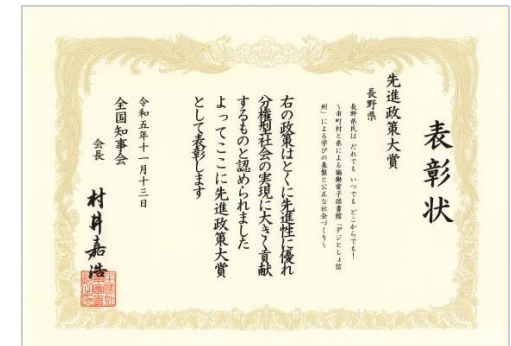 表彰状
先進政策大賞
長野県
長野県民は だれでも いつでも どこからでも!
~市町村と県による協働電子図書館「デジとしょ信
州」による学びの基盤と公正な社会づくり~
右の政策はとくに先進性に優れ
分権型社会の実現に大きく貢献
するものと認められました
よってここに先進政策大賞
として表彰します
令和五年十一月十三日
全国知事会
会長 村井嘉浩